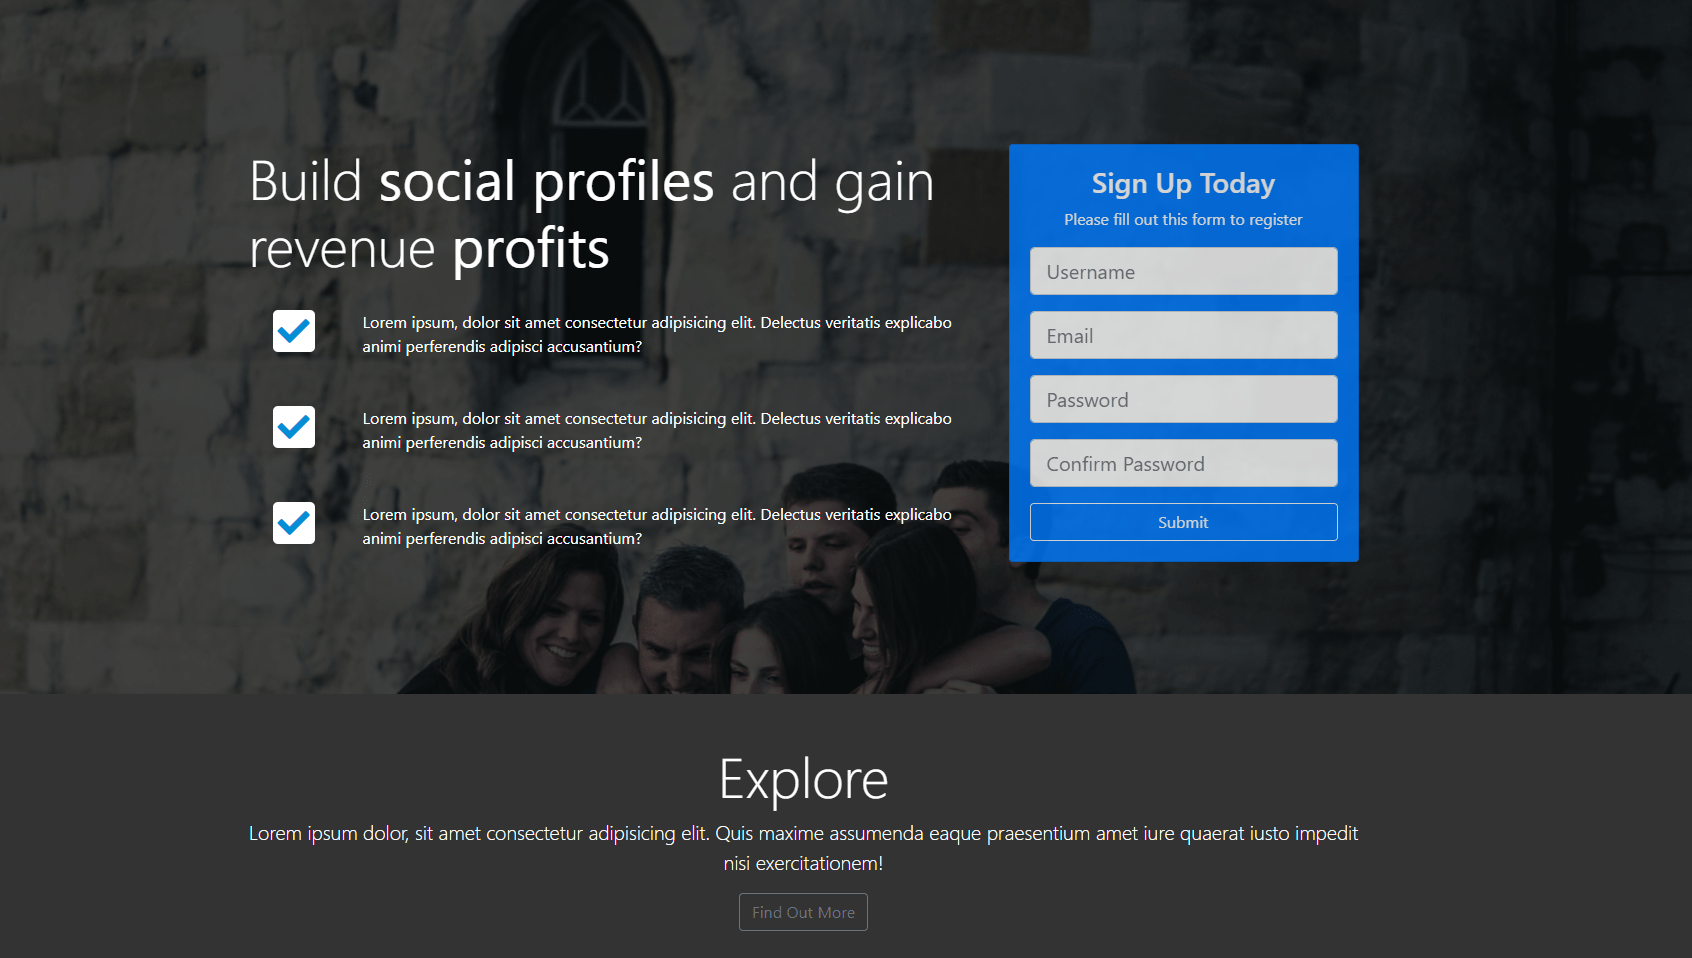 Build social profiles and gain
revenue profits
Lorem ipsum, dolor sit amet consectetur adipisicing elit. Delectus veritatis explicabo
animi perferendis adipisci accusantium?
Lorem ipsum, dolor sit amet consectetur adipisicing elit. Delectus veritatis explicabo
animi perferendis adipisci accusantium?
Lorem ipsum, dolor sit amet consectetur adipisicing elit. Delectus veritatis explicabo
animi perferendis adipisci accusantium?
Sign Up Today
Please fill out this form to register
Username
Email
Password
Confirm Password
Submit
Explore
Lorem ipsum dolor, sit amet consectetur adipisicing elit. Quis maxime assumenda eaque praesentium amet iure quaerat iusto impedit
nisi exercitationem!
Find Out More